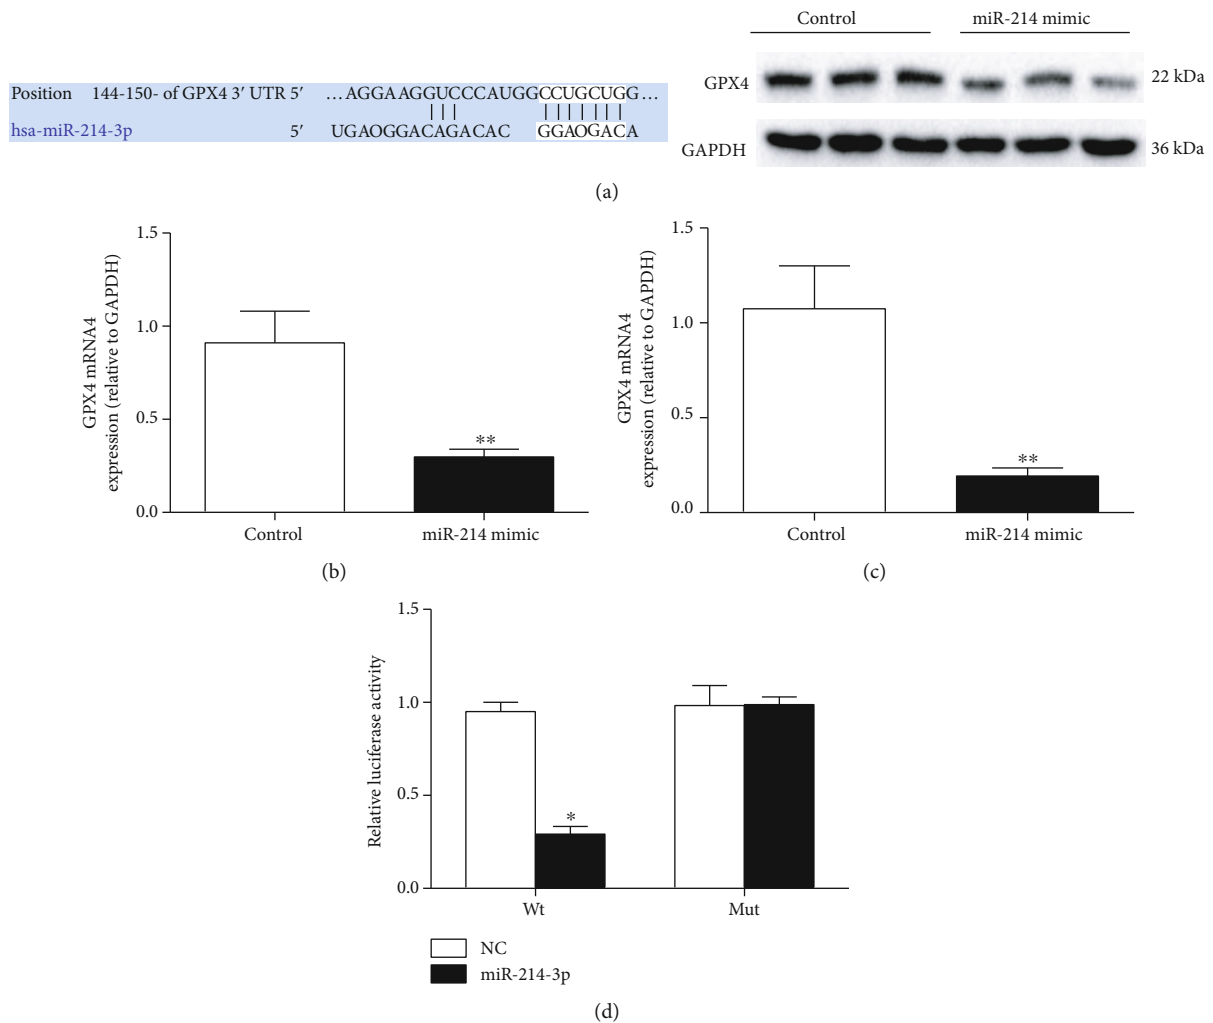 Control miR-214 mimic
Position 144-150- of GPX4 3′ UTR 5′ …AGGAAGGUCCCAUGGCCUGCUGG…
hsa-miR-214-3p 5′ UGAOGGACAGACAC GGAOGACA
GPX4 22 kDa
GAPDH 36 kDa
(a)
GPX4 mRNA4
expression (relative to GAPDH)
1.5
1.0
0.5
0.0
**
Control miR-214 mimic
(b)
GPX4 mRNA4
expression (relative to GAPDH)
1.5
1.0
0.5
0.0
**
Control miR-214 mimic
(c)
Relative luciferase activity
1.5
1.0
0.5
0.0
*
Wt Mut
NC
miR-214-3p
(d)